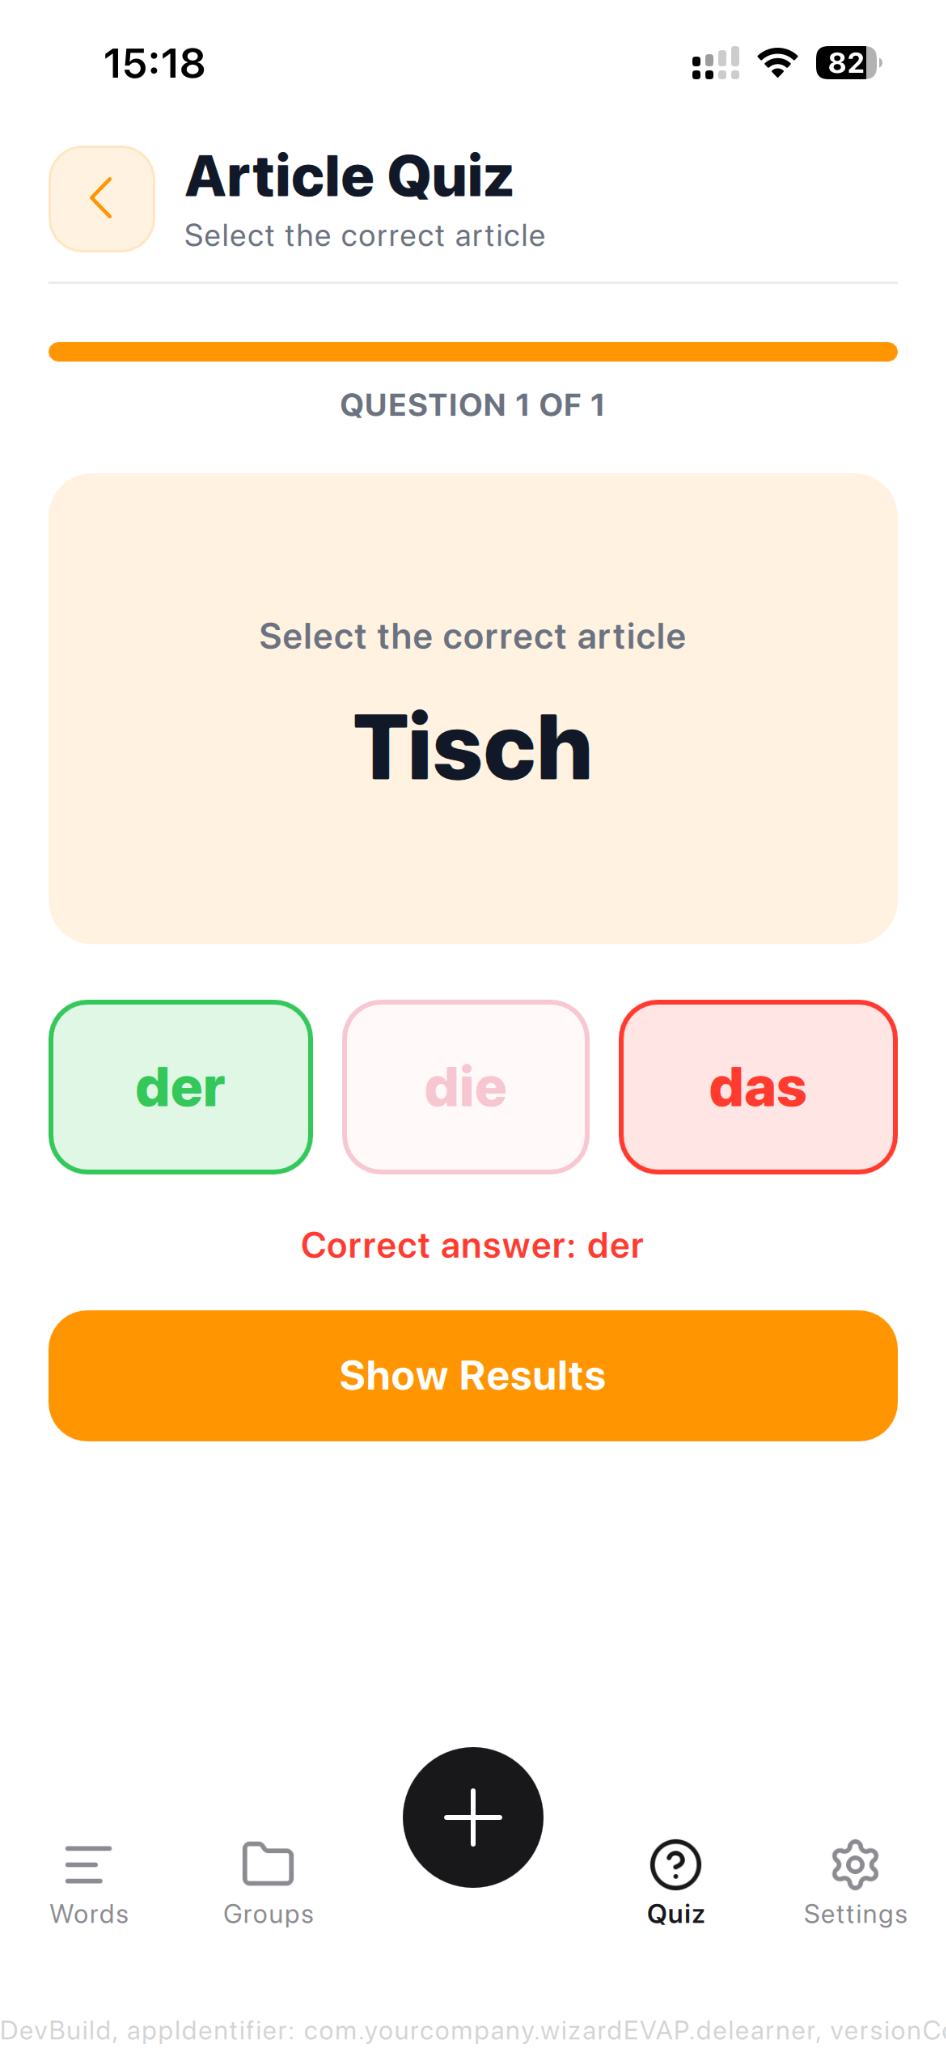 15:18
82
Article Quiz
Select the correct article
QUESTION 1 OF 1
Select the correct article
Tisch
der
die
das
Correct answer: der
Show Results
Words
Groups
Quiz
Settings
DevBuild, appIdentifier: com.yourcompany.wizardEVAP.delearner, versionCo